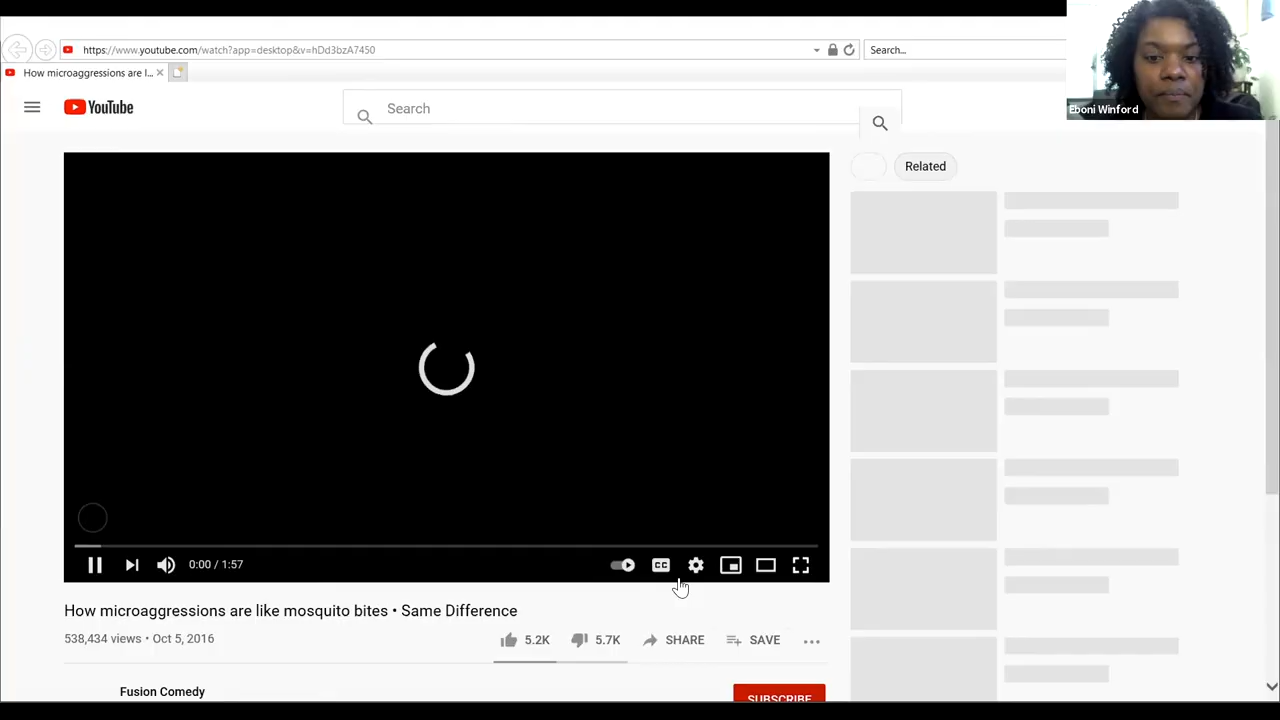 https://www.youtube.com/watch?app=desktop&v=hDd3bzA7450
Search...
Eboni Winford
How microaggressions are l...
YouTube
Search
Related
CC
0:00 / 1:57
How microaggressions are like mosquito bites • Same Difference
538,434 views • Oct 5, 2016
5.2K
5.7K
SHARE
SAVE
Fusion Comedy
SUBSCRIBE